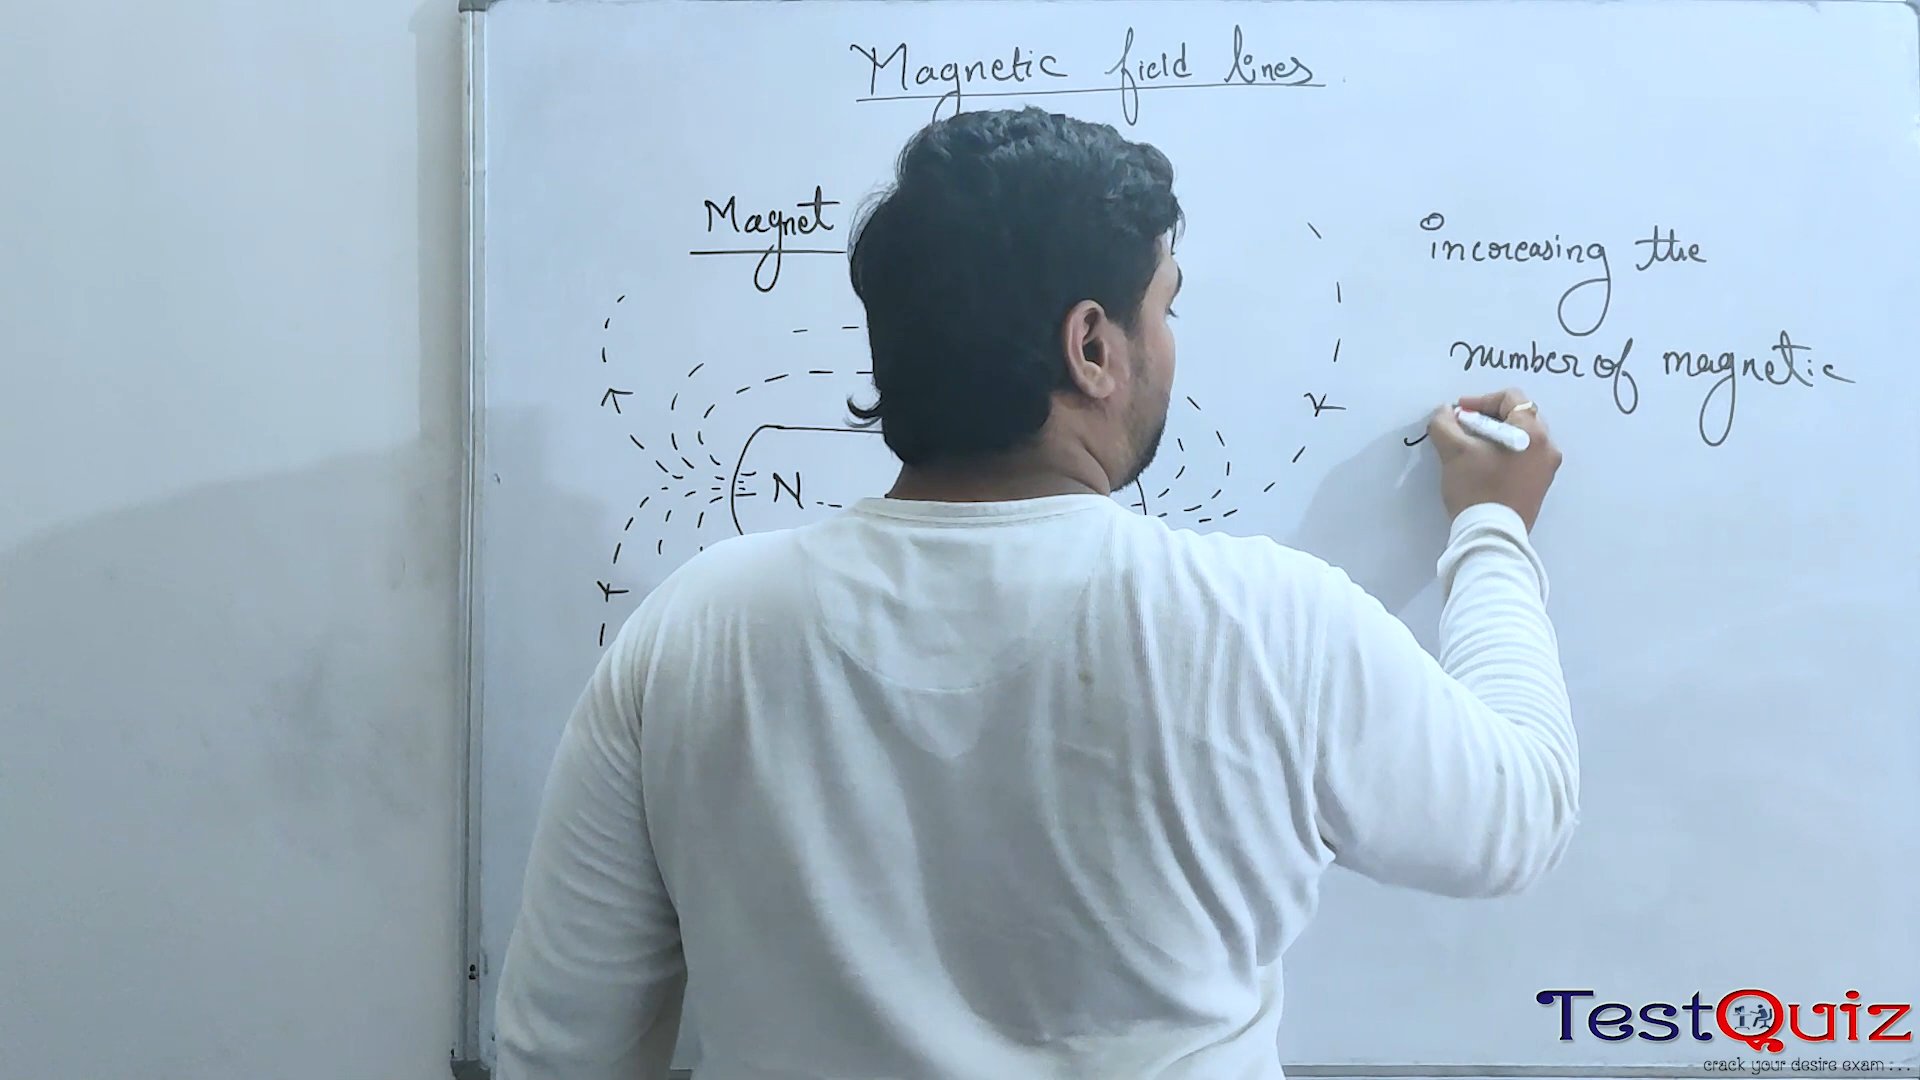 Magnetic field lines
Magnet
increasing the
number of magnetic
N
TestQuiz
crack your desire exam ...